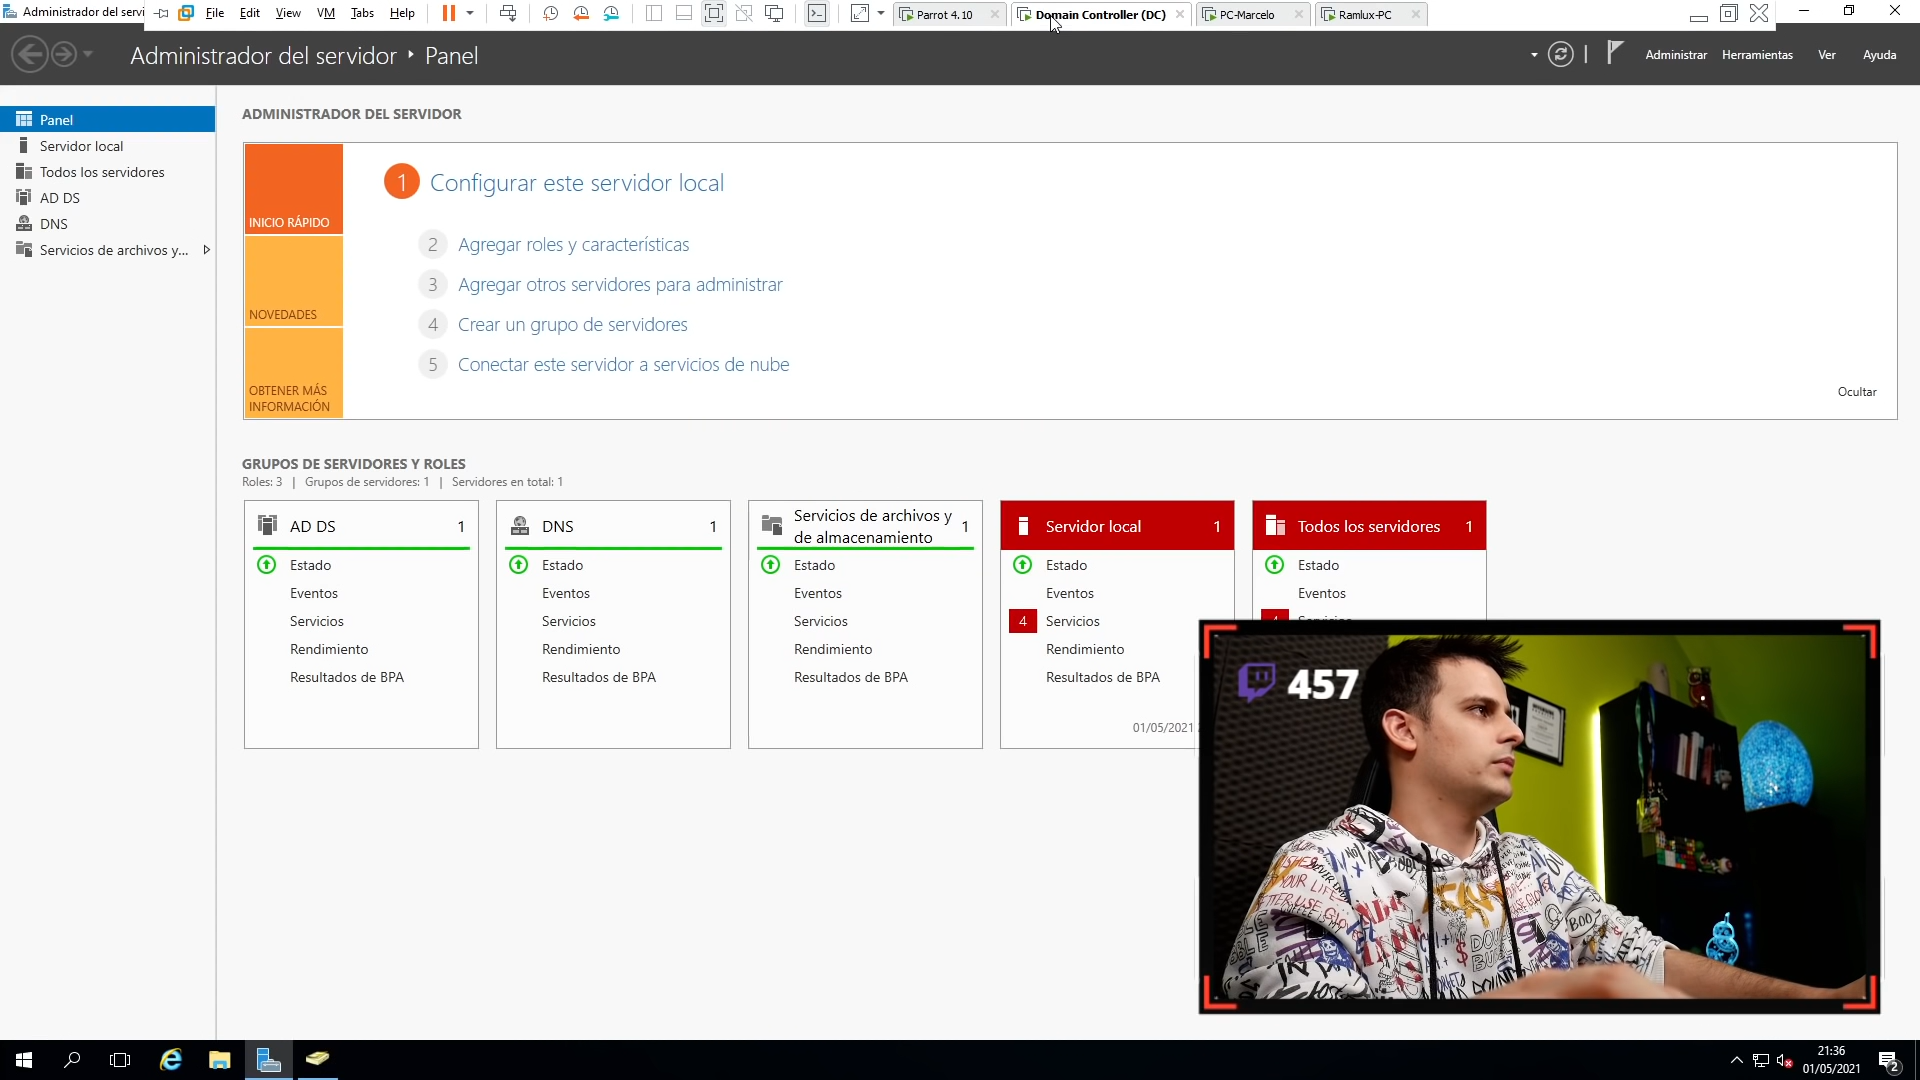 Administrador del servi
File Edit View VM Tabs Help
Parrot 4.10
Domain Controller (DC)
PC-Marcelo
Ramlux-PC
Administrador del servidor
Panel
Administrar Herramientas Ver Ayuda
Panel
Servidor local
Todos los servidores
AD DS
DNS
Servicios de archivos y...
ADMINISTRADOR DEL SERVIDOR
INICIO RÁPIDO
NOVEDADES
OBTENER MÁS
INFORMACIÓN
1 Configurar este servidor local
2 Agregar roles y características
3 Agregar otros servidores para administrar
4 Crear un grupo de servidores
5 Conectar este servidor a servicios de nube
Ocultar
GRUPOS DE SERVIDORES Y ROLES
Roles: 3 | Grupos de servidores: 1 | Servidores en total: 1
AD DS 1
Estado
Eventos
Servicios
Rendimiento
Resultados de BPA
DNS 1
Estado
Eventos
Servicios
Rendimiento
Resultados de BPA
Servicios de archivos y
de almacenamiento 1
Estado
Eventos
Servicios
Rendimiento
Resultados de BPA
Servidor local 1
Estado
Eventos
4 Servicios
Rendimiento
Resultados de BPA
01/05/2021
Todos los servidores 1
Estado
Eventos
457
21:36
01/05/2021
2